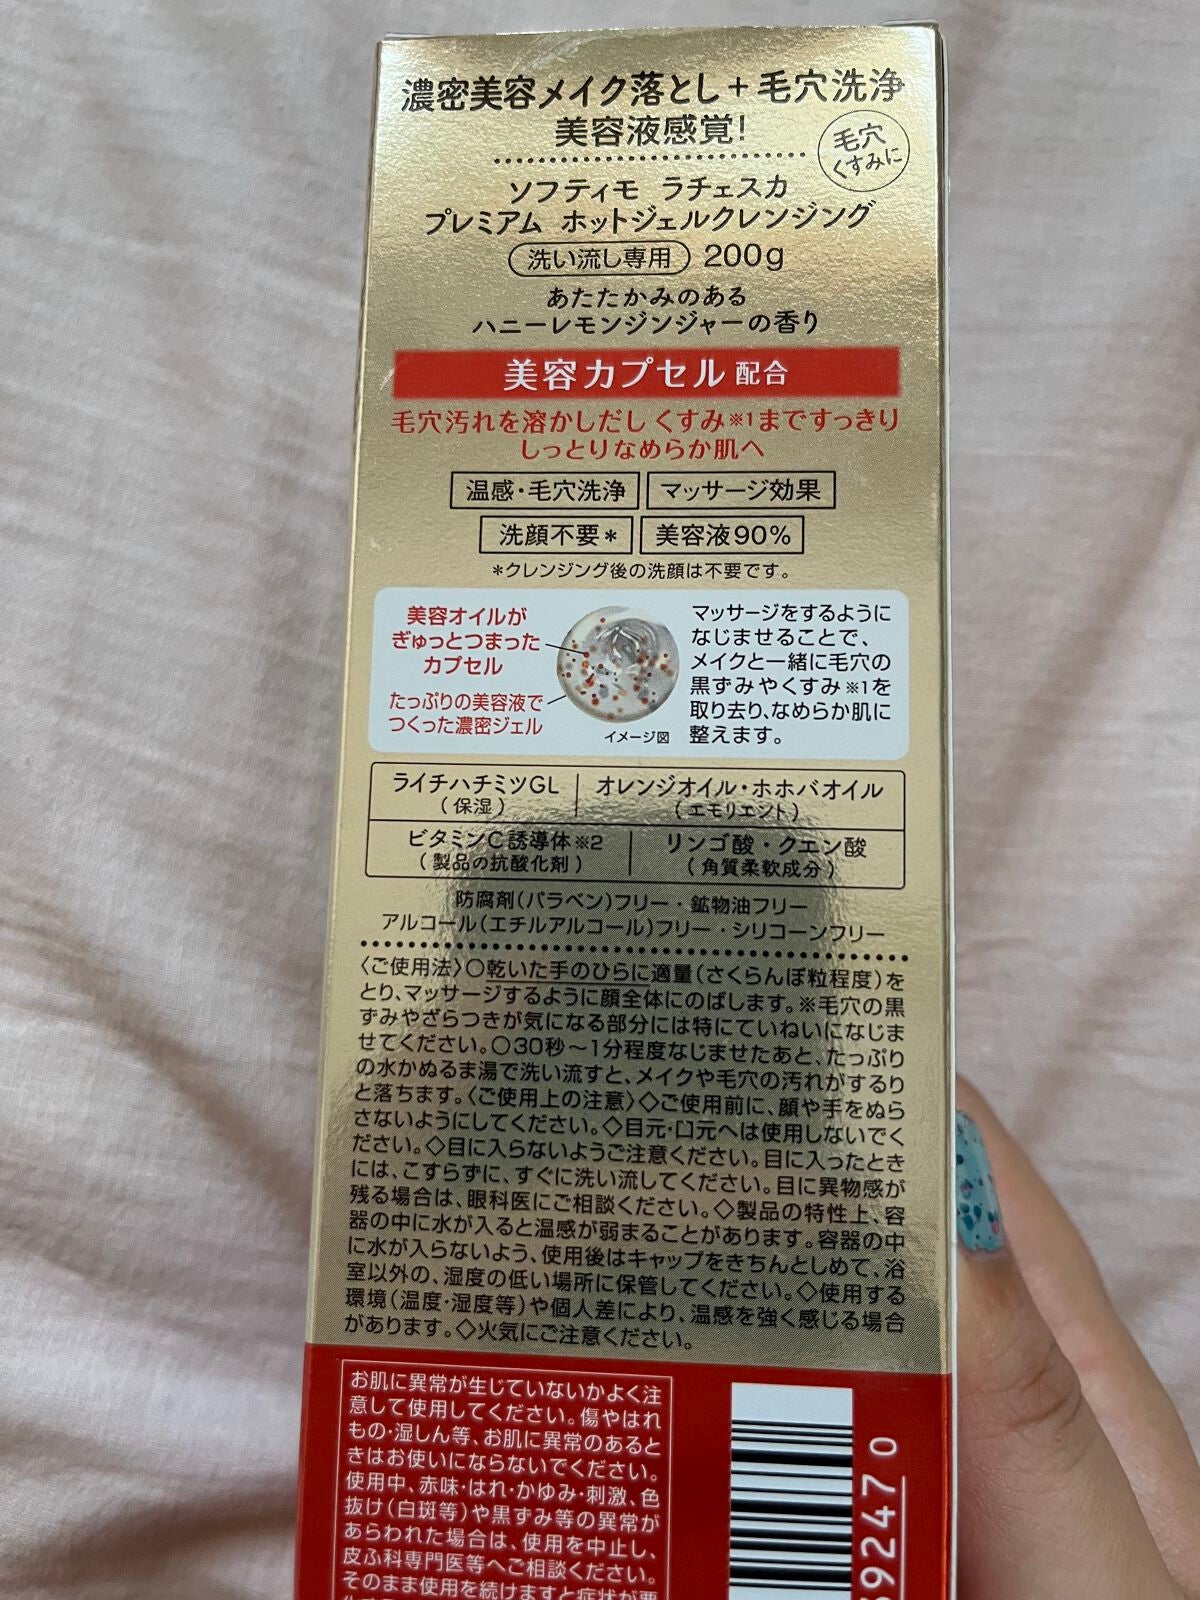 濃密美容メイク落とし＋毛穴洗浄
美容液感覚！
毛穴
くすみに
ソフティモ ラチェスカ
プレミアム ホットジェルクレンジング
洗い流し専用 200g
あたたかみのある
ハニーレモンジンジャーの香り
美容カプセル 配合
毛穴汚れを溶かしだし くすみ※1まですっきり
しっとりなめらか肌へ
温感・毛穴洗浄 マッサージ効果
洗顔不要＊ 美容液90%
＊クレンジング後の洗顔は不要です。
美容オイルが
ぎゅっとつまった
カプセル
たっぷりの美容液で
つくった濃密ジェル
イメージ図
マッサージをするように
なじませることで、
メイクと一緒に毛穴の
黒ずみやくすみ※1を
取り去り、なめらか肌に
整えます。
ライチハチミツGL
（保湿）
オレンジオイル・ホホバオイル
（エモリエント）
ビタミンC誘導体※2
（製品の抗酸化剤）
リンゴ酸・クエン酸
（角質柔軟成分）
防腐剤（パラベン）フリー・鉱物油フリー
アルコール（エチルアルコール）フリー・シリコーンフリー
〈ご使用法〉〇乾いた手のひらに適量（さくらんぼ粒程度）を
とり、マッサージするように顔全体にのばします。※毛穴の黒
ずみやざらつきが気になる部分には特にていねいになじま
せてください。〇30秒～1分程度なじませたあと、たっぷり
の水かぬるま湯で洗い流すと、メイクや毛穴の汚れがするり
と落ちます。〈ご使用上の注意〉◇ご使用前に、顔や手をぬら
さないようにしてください。◇目元・口元へは使用しないでく
ださい。◇目に入らないようご注意ください。目に入ったとき
には、こすらずに、すぐに洗い流してください。目に異物感が
残る場合は、眼科医にご相談ください。◇製品の特性上、容
器の中に水が入ると温感が弱まることがあります。容器の中
に水が入らないよう、使用後はキャップをきちんとしめて、浴
室以外の、湿度の低い場所に保管してください。◇使用する
環境（温度・湿度等）や個人差により、温感を強く感じる場合
があります。◇火気にご注意ください。
お肌に異常が生じていないかよく注
意して使用してください。傷やはれ
もの・湿しん等、お肌に異常のあると
きはお使いにならないでください。
使用中、赤味・はれ・かゆみ・刺激、色
抜け（白斑等）や黒ずみ等の異常が
あらわれた場合は、使用を中止し、
皮ふ科専門医等へご相談ください。
そのまま使用を続けますと症状が悪
92470